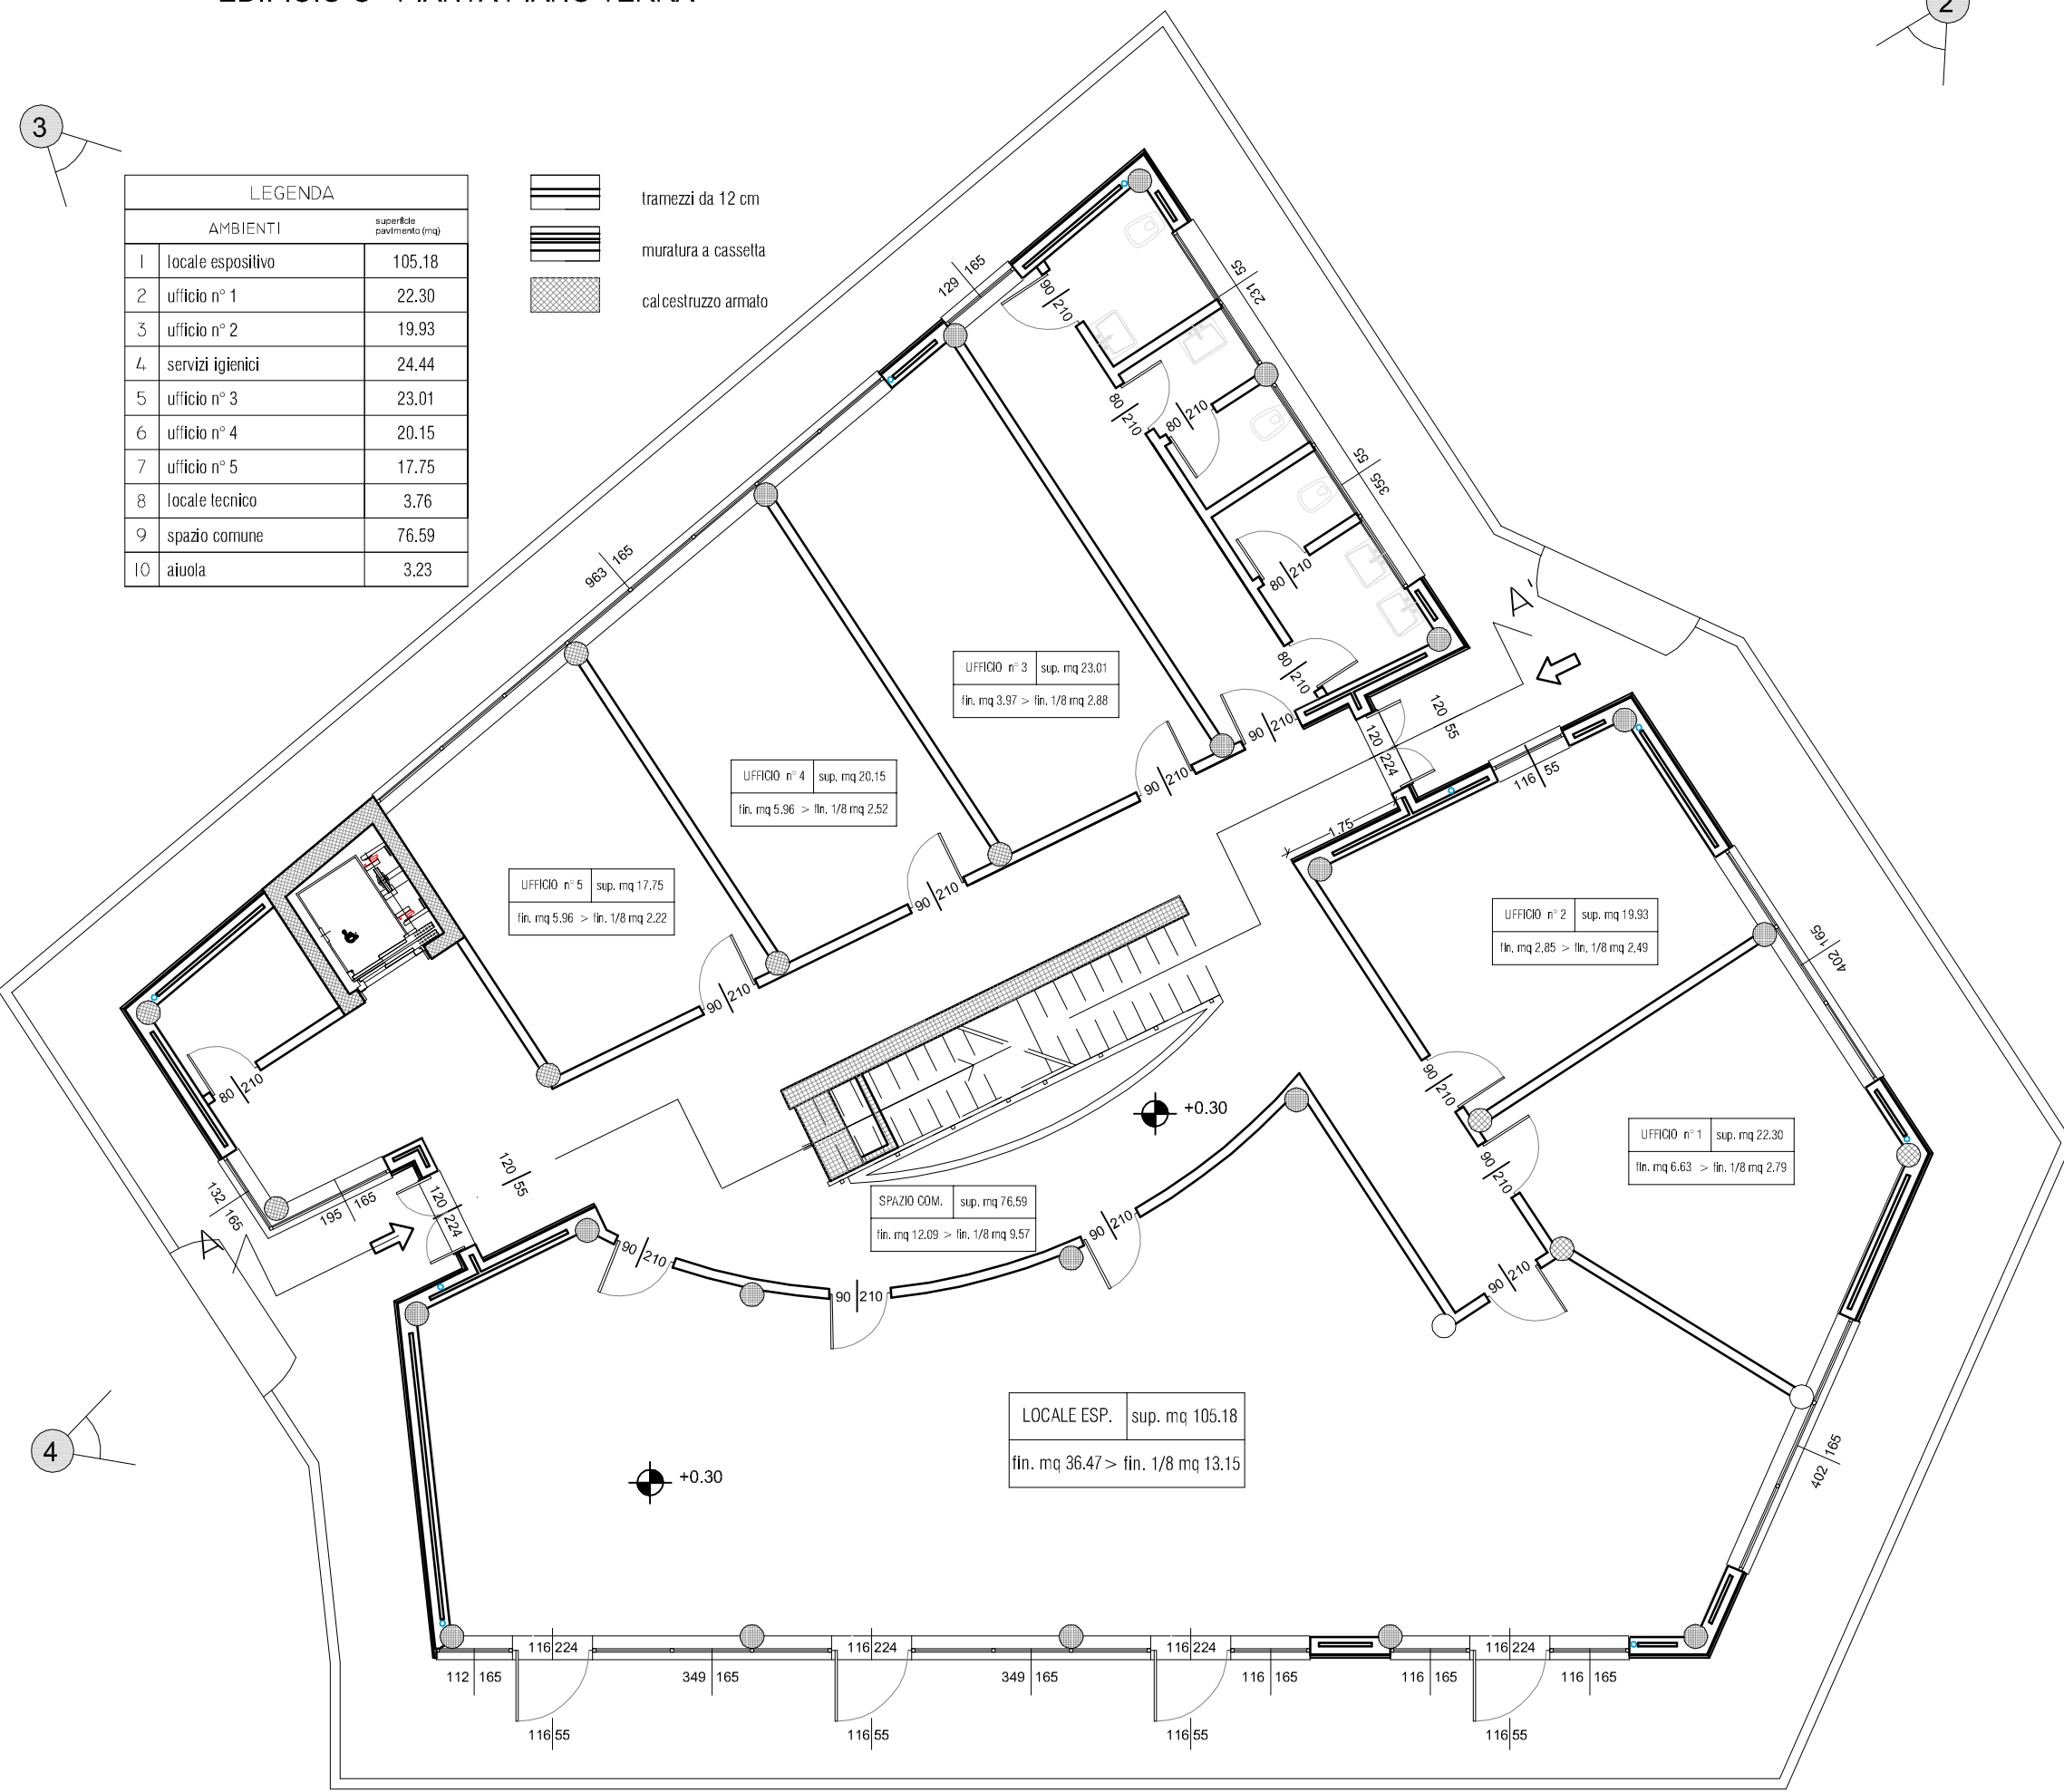 2
3
LEGENDA
AMBIENTI superficie pavimento (mq)
1 locale espositivo 105.18
2 ufficio n° 1 22.30
3 ufficio n° 2 19.93
4 servizi igienici 24.44
5 ufficio n° 3 23.01
6 ufficio n° 4 20.15
7 ufficio n° 5 17.75
8 locale tecnico 3.76
9 spazio comune 76.59
10 aiuola 3.23
tramezzi da 12 cm
muratura a cassetta
calcestruzzo armato
129 165
90 210
55
231
80 210
80 210
55
355
963 165
80 210
80 210
A'
UFFICIO n° 3 sup. mq 23.01
fin. mq 3.97 > fin. 1/8 mq 2.88
90 210
120 55
120 224
116 55
UFFICIO n° 4 sup. mq 20.15
fin. mq 5.96 > fin. 1/8 mq 2.52
90 210
1.75
UFFICIO n° 5 sup. mq 17.75
fin. mq 5.96 > fin. 1/8 mq 2.22
90 210
UFFICIO n° 2 sup. mq 19.93
fin. mq 2.85 > fin. 1/8 mq 2.49
402 165
90 210
80 210
90 210
+0.30
UFFICIO n° 1 sup. mq 22.30
fin. mq 6.63 > fin. 1/8 mq 2.79
90 210
120 55
132 165
195 165
120 224
A
SPAZIO COM. sup. mq 76.59
fin. mq 12.09 > fin. 1/8 mq 9.57
90 210
90 210
90 210
90 210
LOCALE ESP. sup. mq 105.18
fin. mq 36.47 > fin. 1/8 mq 13.15
402 165
4
+0.30
116 224
116 224
116 224
116 224
112 165
349 165
349 165
116 165
116 165
116 165
116 55
116 55
116 55
116 55